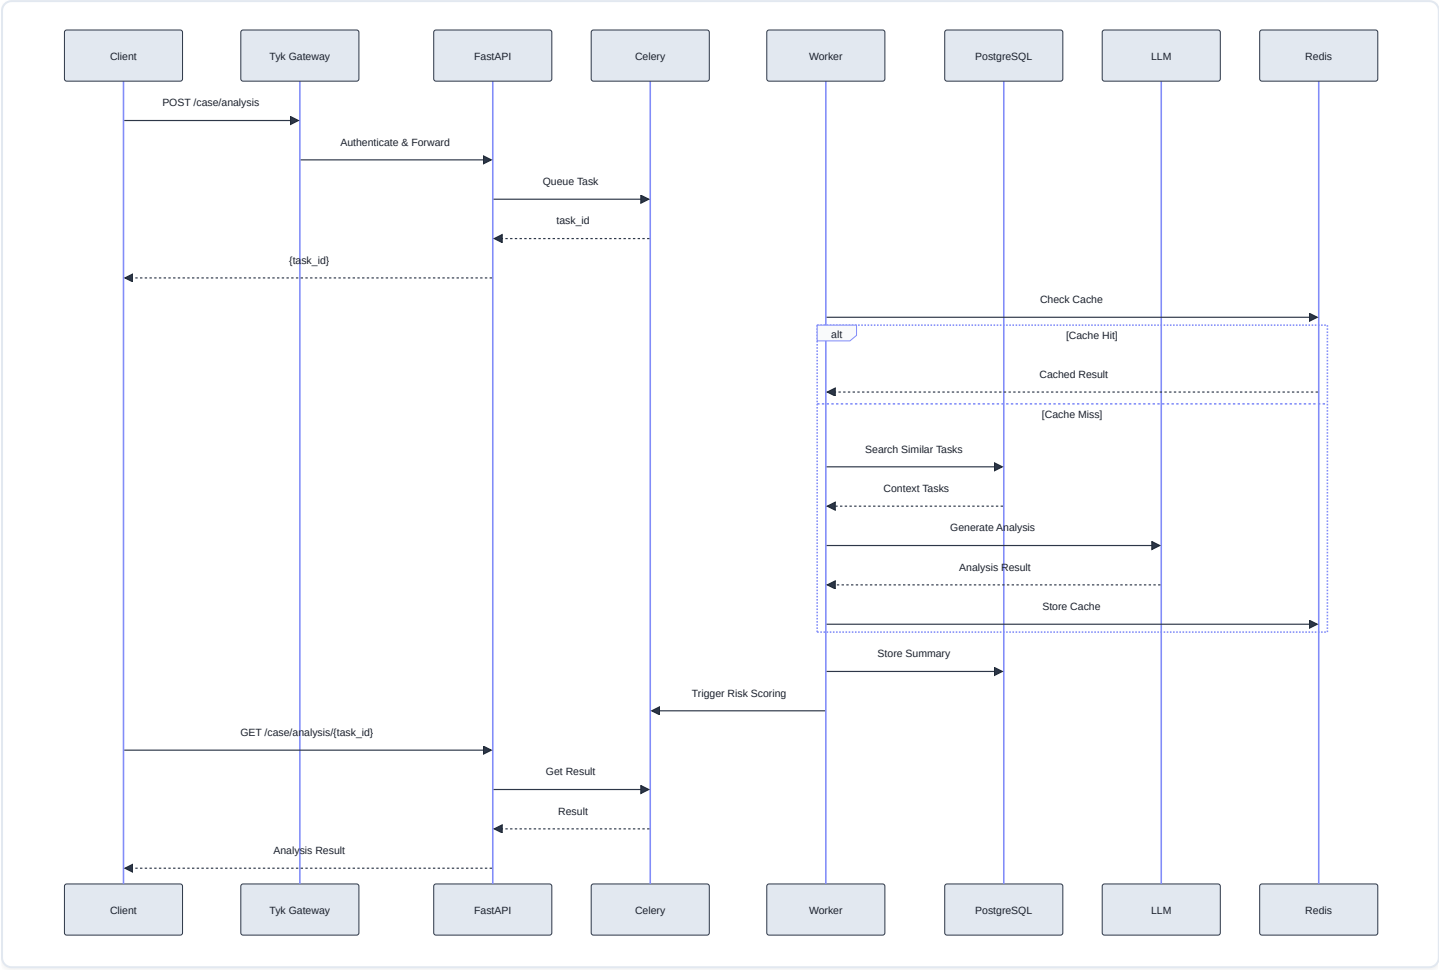 Client
Tyk Gateway
FastAPI
Celery
Worker
PostgreSQL
LLM
Redis
POST /case/analysis
Authenticate & Forward
Queue Task
task_id
{task_id}
Check Cache
alt
[Cache Hit]
Cached Result
[Cache Miss]
Search Similar Tasks
Context Tasks
Generate Analysis
Analysis Result
Store Cache
Store Summary
Trigger Risk Scoring
GET /case/analysis/{task_id}
Get Result
Result
Analysis Result
Client
Tyk Gateway
FastAPI
Celery
Worker
PostgreSQL
LLM
Redis